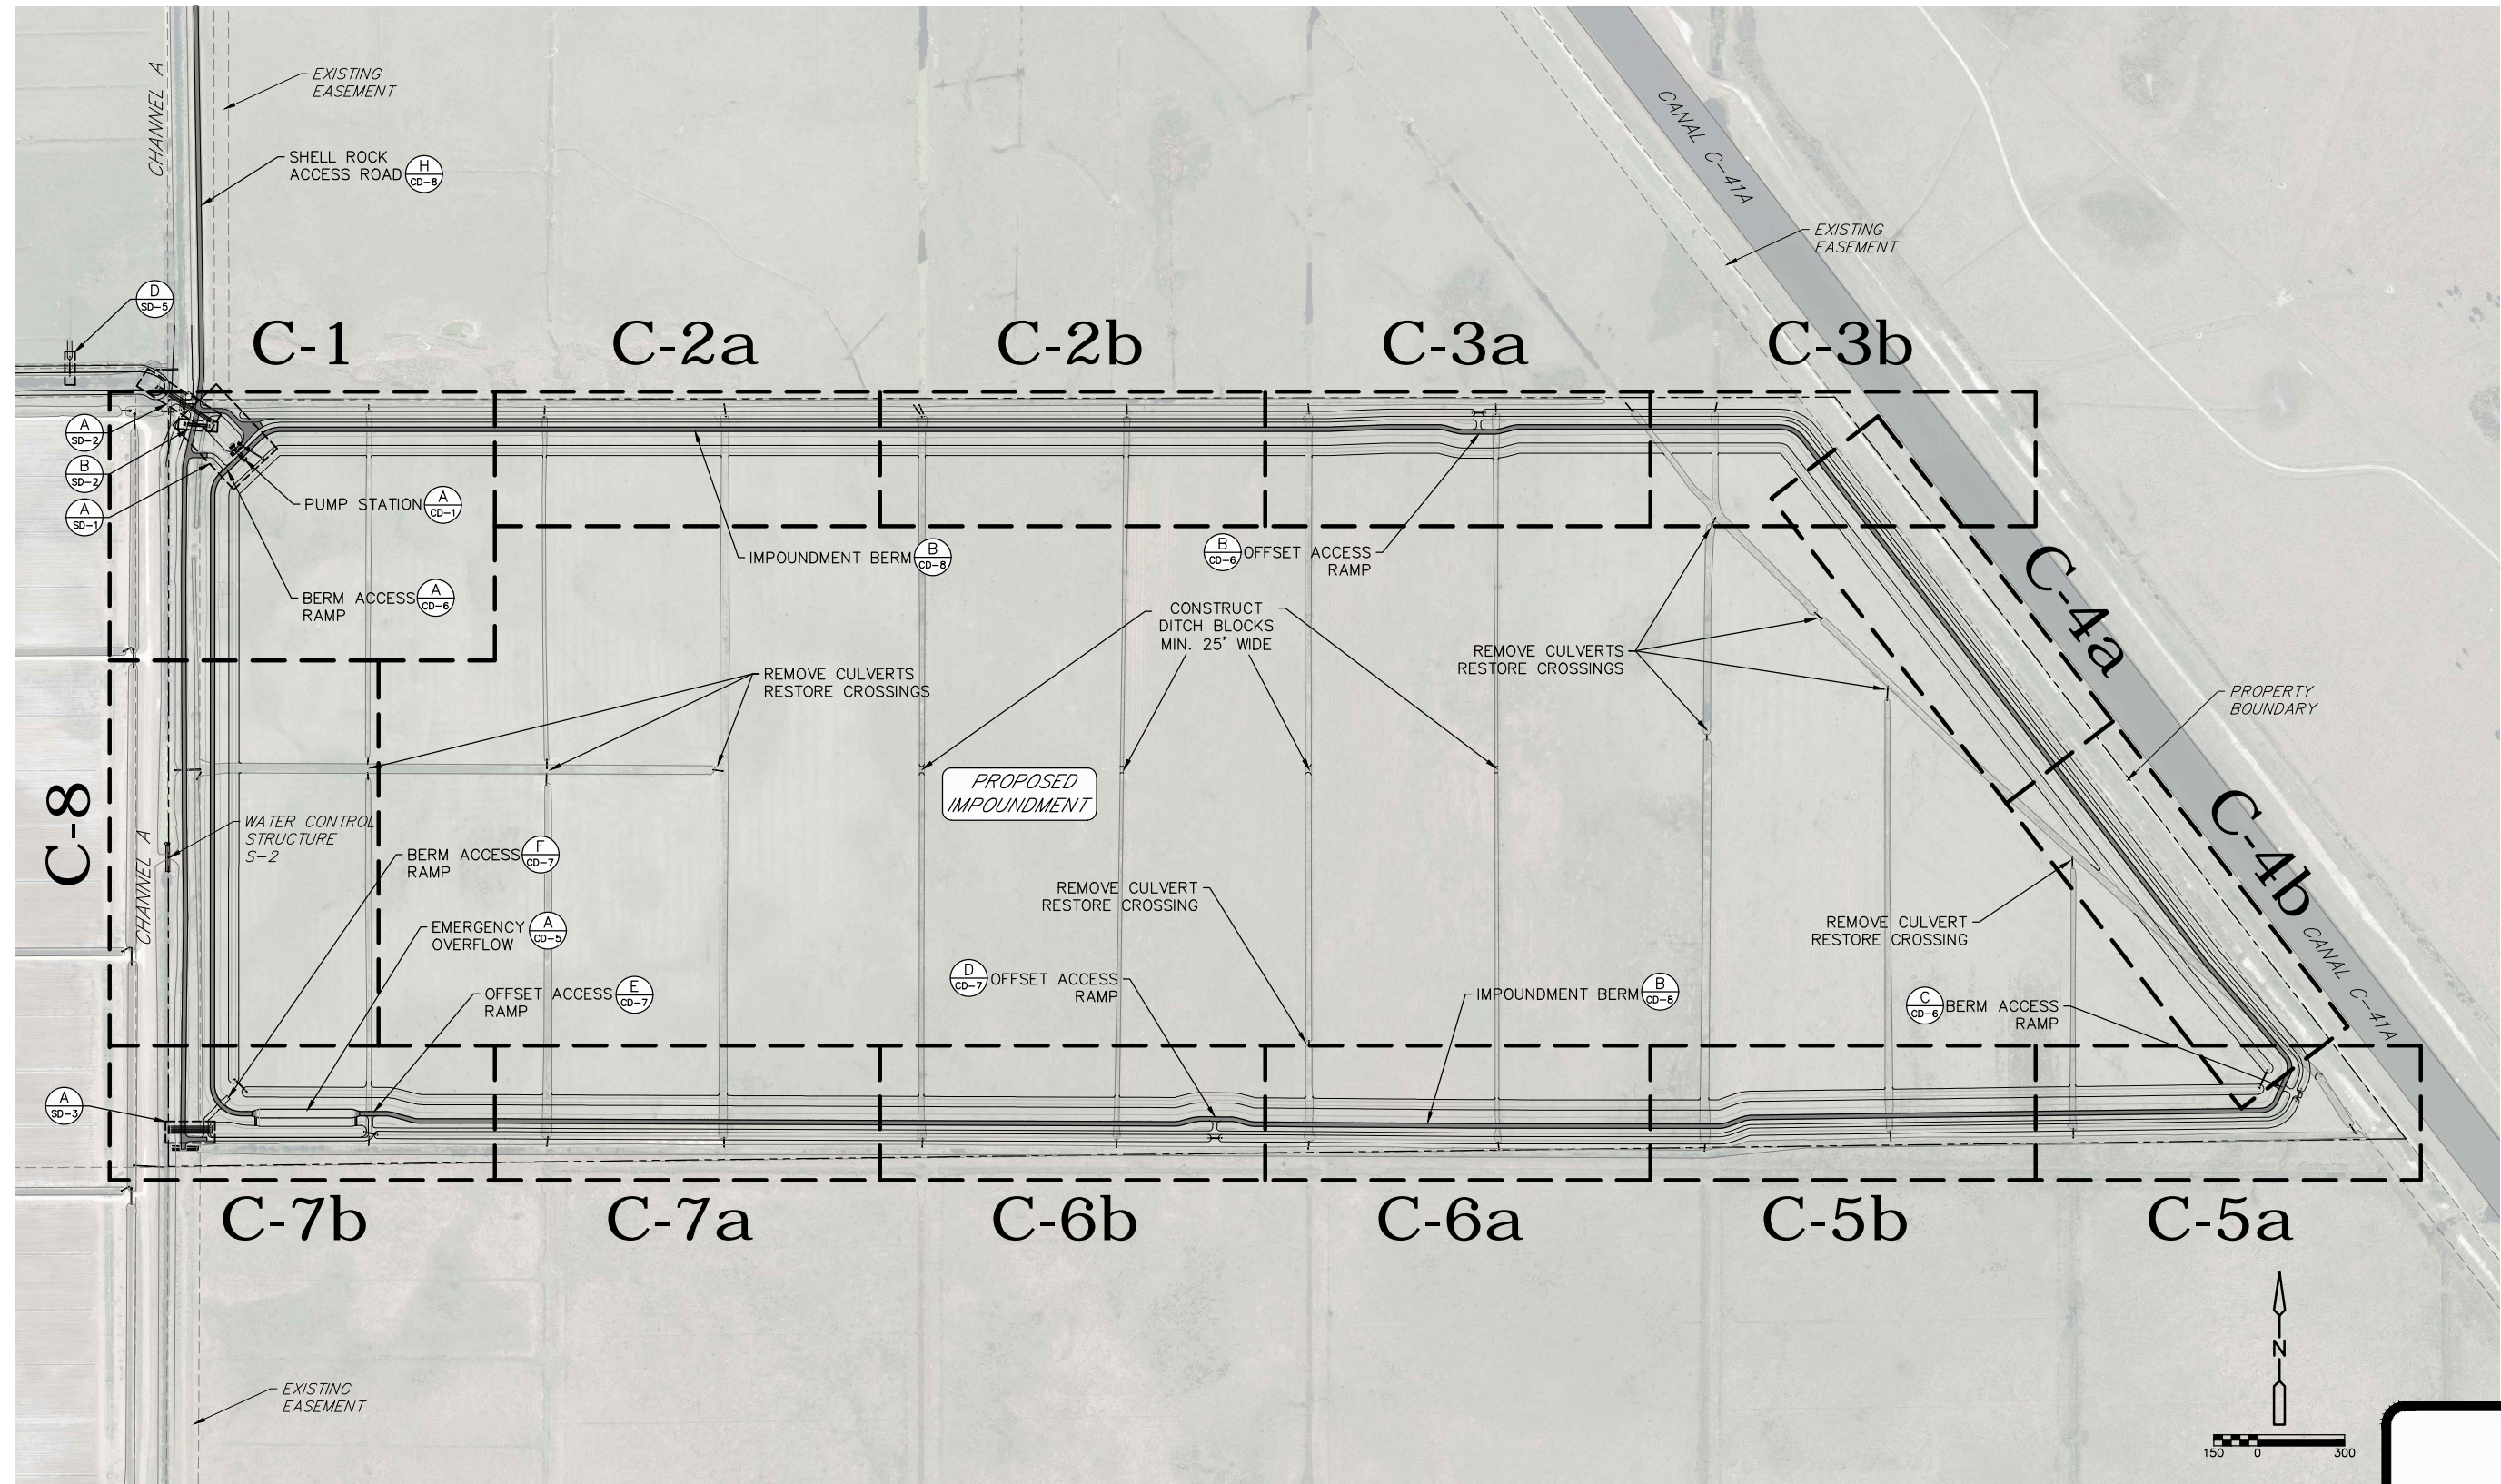 CHANNEL A
EXISTING
EASEMENT
SHELL ROCK
ACCESS ROAD
H
CD-8
CANAL C-41A
EXISTING
EASEMENT
D
SD-5
C-1
C-2a
C-2b
C-3a
C-3b
A
SD-2
B
SD-2
A
SD-1
PUMP STATION
A
CD-1
IMPOUNDMENT BERM
B
CD-8
B
CD-6
OFFSET ACCESS
RAMP
BERM ACCESS
RAMP
A
CD-6
CONSTRUCT
DITCH BLOCKS
MIN. 25' WIDE
REMOVE CULVERTS
RESTORE CROSSINGS
REMOVE CULVERTS
RESTORE CROSSINGS
C-4a
PROPERTY
BOUNDARY
PROPOSED
IMPOUNDMENT
C-8
CHANNEL A
WATER CONTROL
STRUCTURE
S-2
BERM ACCESS
RAMP
F
CD-7
C-4b
REMOVE CULVERT
RESTORE CROSSING
EMERGENCY
OVERFLOW
A
CD-5
REMOVE CULVERT
RESTORE CROSSING
CANAL C-41A
OFFSET ACCESS
RAMP
E
CD-7
D
CD-7
OFFSET ACCESS
RAMP
IMPOUNDMENT BERM
B
CD-8
C
CD-6
BERM ACCESS
RAMP
A
SD-3
C-7b
C-7a
C-6b
C-6a
C-5b
C-5a
EXISTING
EASEMENT
N
150 0 300